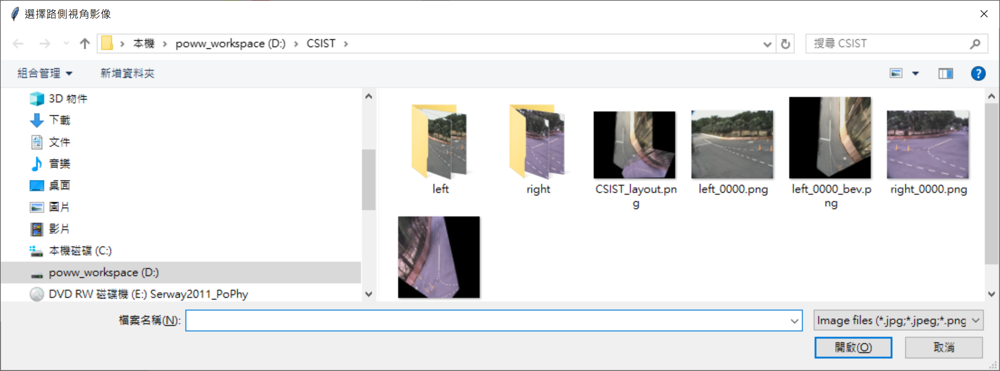 選擇路側視角影像
本機 poww_workspace (D:) CSIST
搜尋 CSIST
組合管理 新增資料夾
3D 物件
下載
文件
音樂
桌面
圖片
影片
本機磁碟 (C:)
poww_workspace (D:)
DVD RW 磁碟機 (E:) Serway2011_PoPhy
left
right
CSIST_layout.pn
g
left_0000.png
left_0000_bev.p
ng
right_0000.png
檔案名稱(N):
Image files (*.jpg;*.jpeg;*.png
開啟(O)
取消